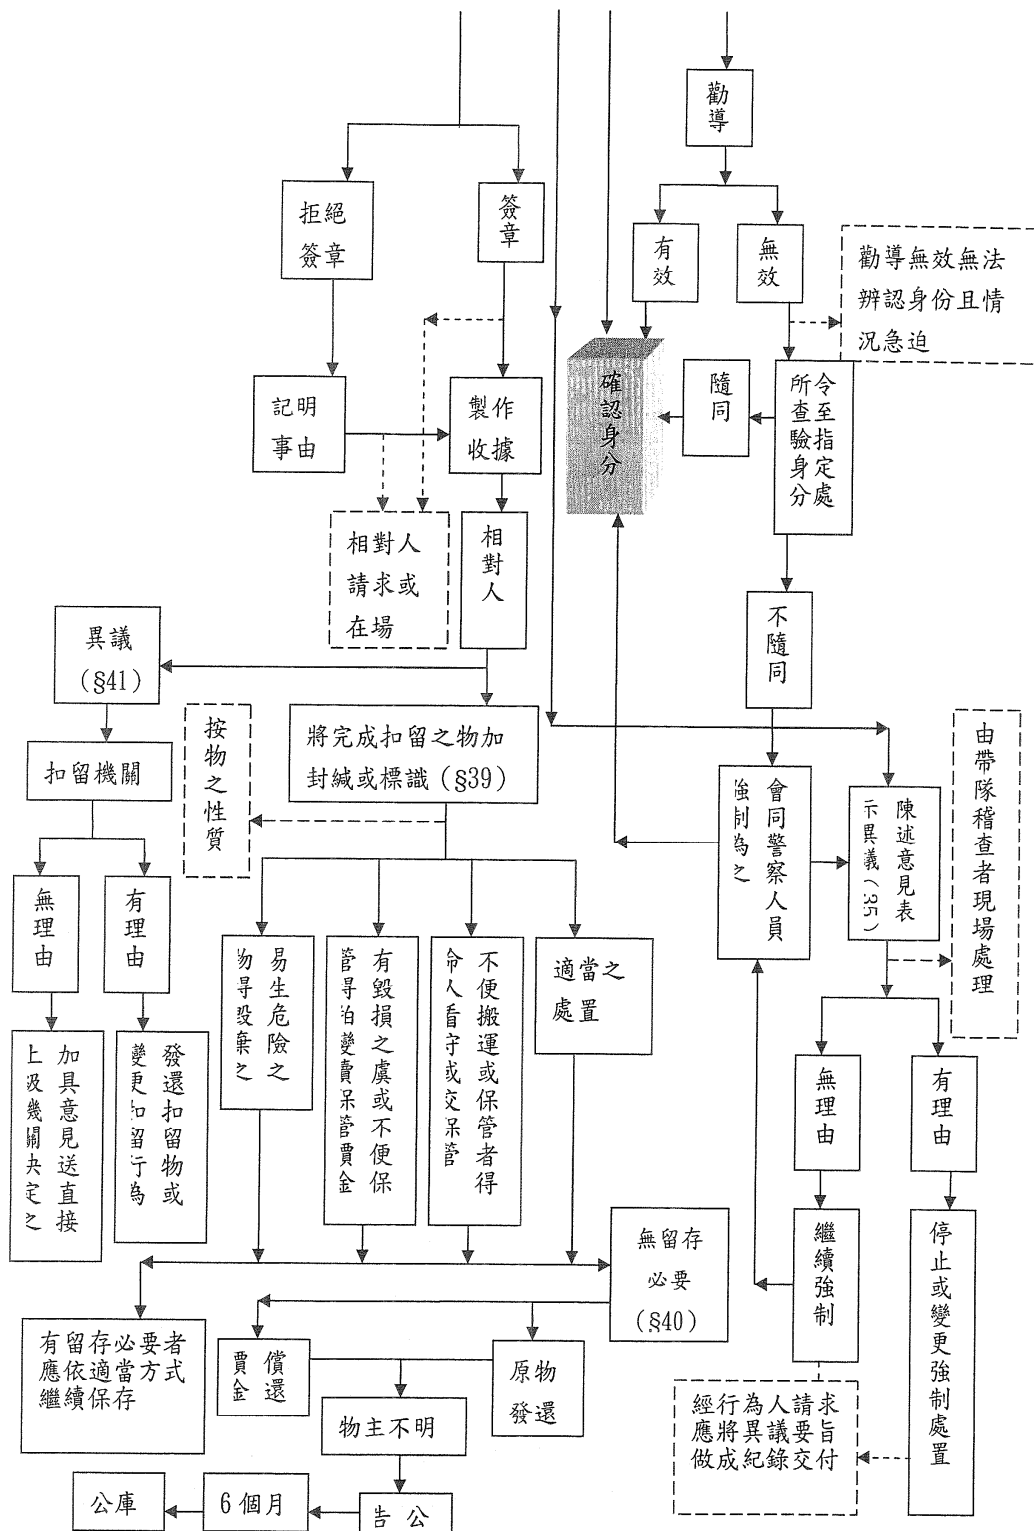 勸導
拒絕
簽章
簽章
有效
無效
勸導無效無法
辨認身份且情
況急迫
確認身分
隨同
令至指定處
所查驗身分
記明
事由
製作
收據
相對人
請求或
在場
相對人
不隨同
異議
(§41)
按物之性質
將完成扣留之物加
封緘或標識(§39)
扣留機關
會同警察人員
強制為之
陳述意見表
示異議(35)
由帶隊稽查者現場處理
無理由
有理由
易生危險之
物得毀棄之
有毀損之虞或不便保
管得拍變賣保管賈金
不便搬運或保管者得
命人看守或交保管
適當之
處置
加具意見送直接
上級幾關決定之
發還扣留物或
變更扣留行為
無理由
有理由
無留存
必要
(§40)
繼續強制
停止或變更強制處置
有留存必要者
應依適當方式
繼續保存
償還
賈金
原物
發還
物主不明
經行為人請求
應將異議要旨
做成紀錄交付
公庫
6個月
公
告